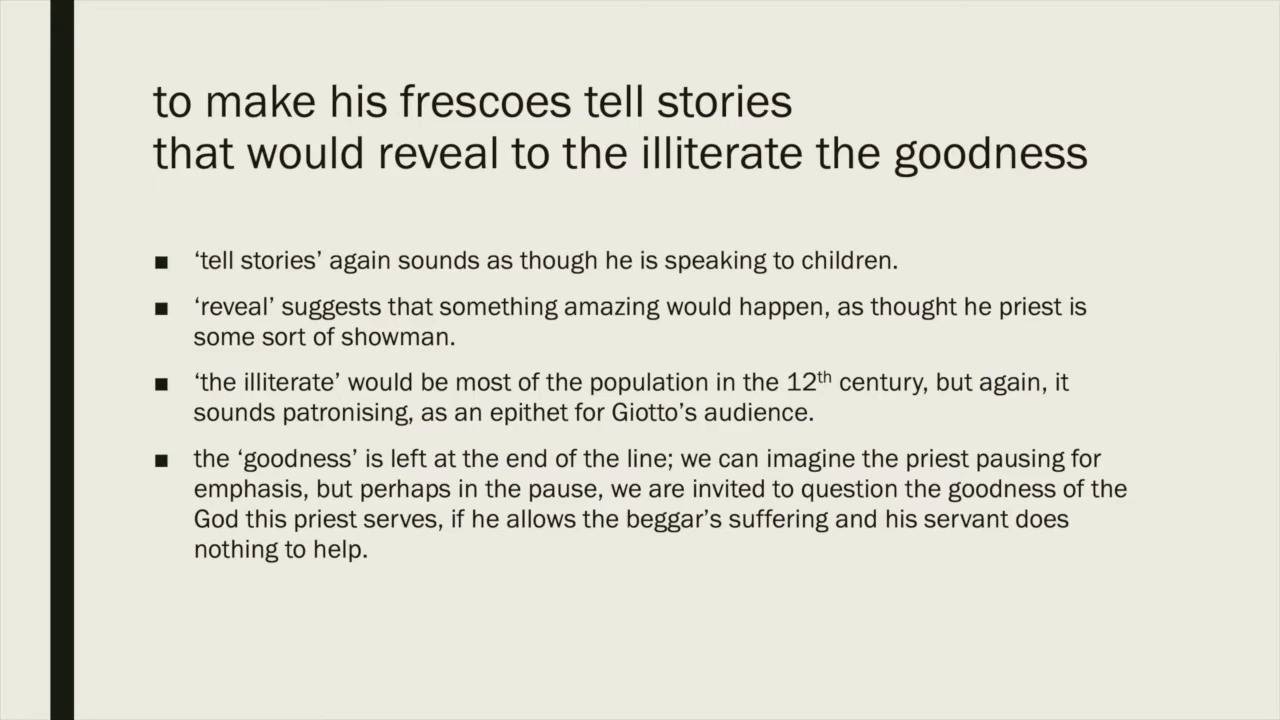 to make his frescoes tell stories
that would reveal to the illiterate the goodness
■ ‘tell stories’ again sounds as though he is speaking to children.
■ ‘reveal’ suggests that something amazing would happen, as thought he priest is
some sort of showman.
■ ‘the illiterate’ would be most of the population in the 12th century, but again, it
sounds patronising, as an epithet for Giotto’s audience.
■ the ‘goodness’ is left at the end of the line; we can imagine the priest pausing for
emphasis, but perhaps in the pause, we are invited to question the goodness of the
God this priest serves, if he allows the beggar’s suffering and his servant does
nothing to help.